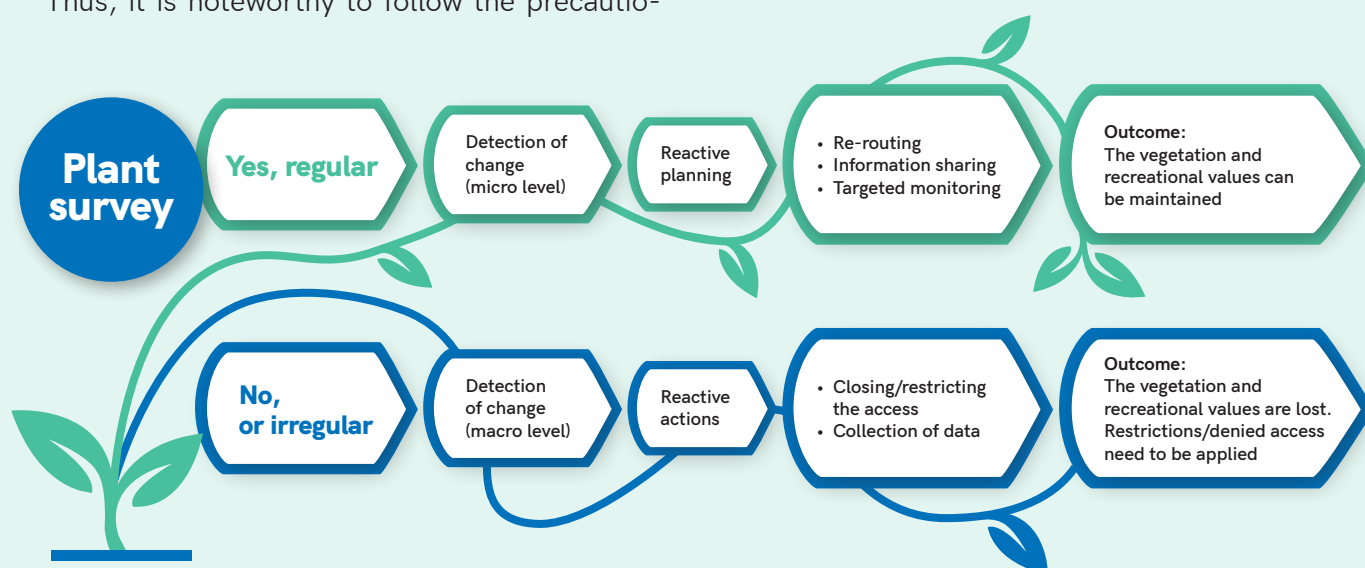 Thus, it is noteworthy to follow the precautio-
Plant
survey
Yes, regular
Detection of
change
(micro level)
Reactive
planning
• Re-routing
• Information sharing
• Targeted monitoring
Outcome:
The vegetation and
recreational values can
be maintained
No,
or irregular
Detection
of change
(macro level)
Reactive
actions
• Closing/restricting
the access
• Collection of data
Outcome:
The vegetation and
recreational values are lost.
Restrictions/denied access
need to be applied